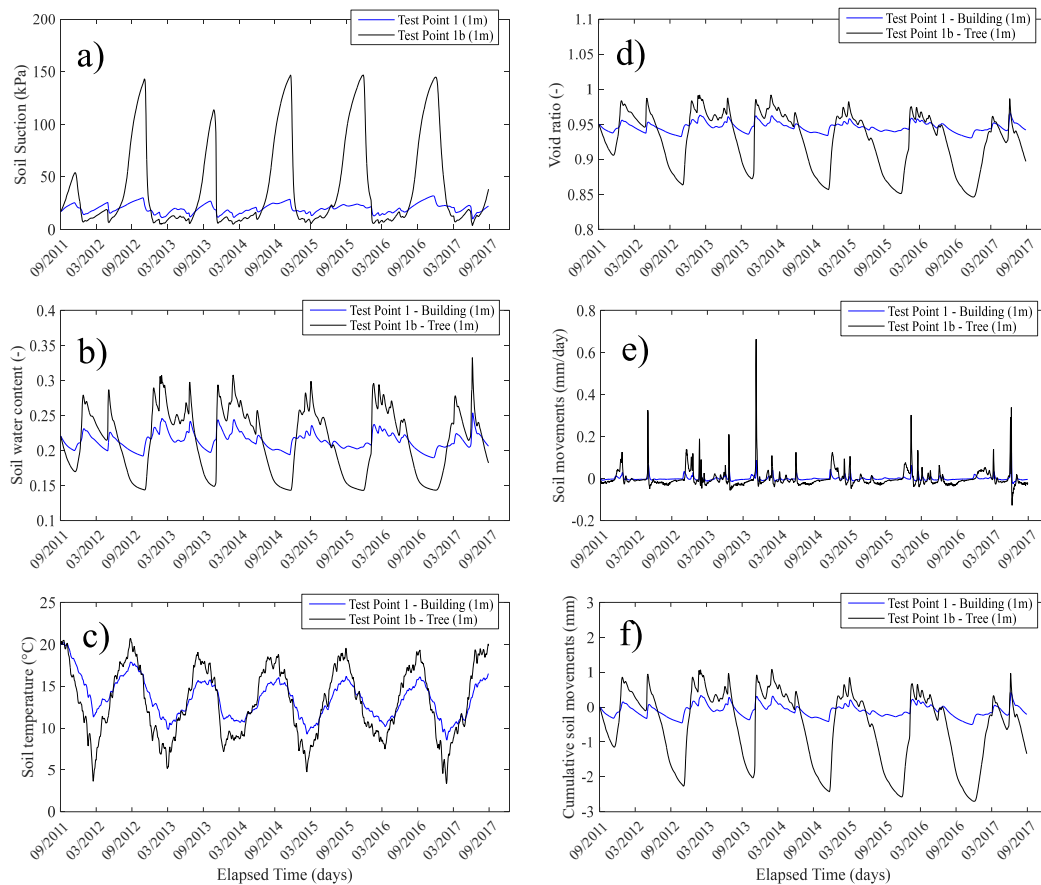 a)
Test Point 1 (1m)
Test Point 1b (1m)
Soil Suction (kPa)
200
150
100
50
0
09/2011 03/2012 09/2012 03/2012 09/2013 03/2013 09/2014 03/2014 09/2015 03/2015 09/2016 03/2017 09/2017
d)
Test Point 1 - Building (1m)
Test Point 1b - Tree (1m)
Void ratio (-)
1.1
1.05
1
0.95
0.9
0.85
0.8
09/2011 03/2012 09/2012 03/2013 09/2013 03/2014 09/2014 03/2015 09/2015 03/2016 09/2016 03/2017 09/2017
b)
Test Point 1 - Building (1m)
Test Point 1b - Tree (1m)
Soil water content (-)
0.4
0.35
0.3
0.25
0.2
0.15
0.1
09/2011 03/2012 09/2012 03/2013 09/2013 03/2014 09/2014 03/2015 09/2015 03/2016 09/2016 03/2017 09/2017
e)
Test Point 1 - Building (1m)
Test Point 1b - Tree (1m)
Soil movements (mm/day)
0.8
0.6
0.4
0.2
0
-0.2
09/2011 03/2012 09/2012 03/2013 09/2013 03/2014 09/2014 03/2015 09/2015 03/2016 09/2016 03/2017 09/2017
c)
Test Point 1 - Building (1m)
Test Point 1b - Tree (1m)
Soil temperature (°C)
25
20
15
10
5
0
09/2011 03/2012 09/2012 03/2013 09/2013 03/2014 09/2014 03/2015 09/2015 03/2016 09/2016 03/2017 09/2017
Elapsed Time (days)
f)
Test Point 1 - Building (1m)
Test Point 1b - Tree (1m)
Cumulative soil movements (mm)
3
2
1
0
-1
-2
-3
09/2011 03/2012 09/2012 03/2013 09/2013 03/2014 09/2014 03/2015 09/2015 03/2016 09/2016 03/2017 09/2017
Elapsed Time (days)